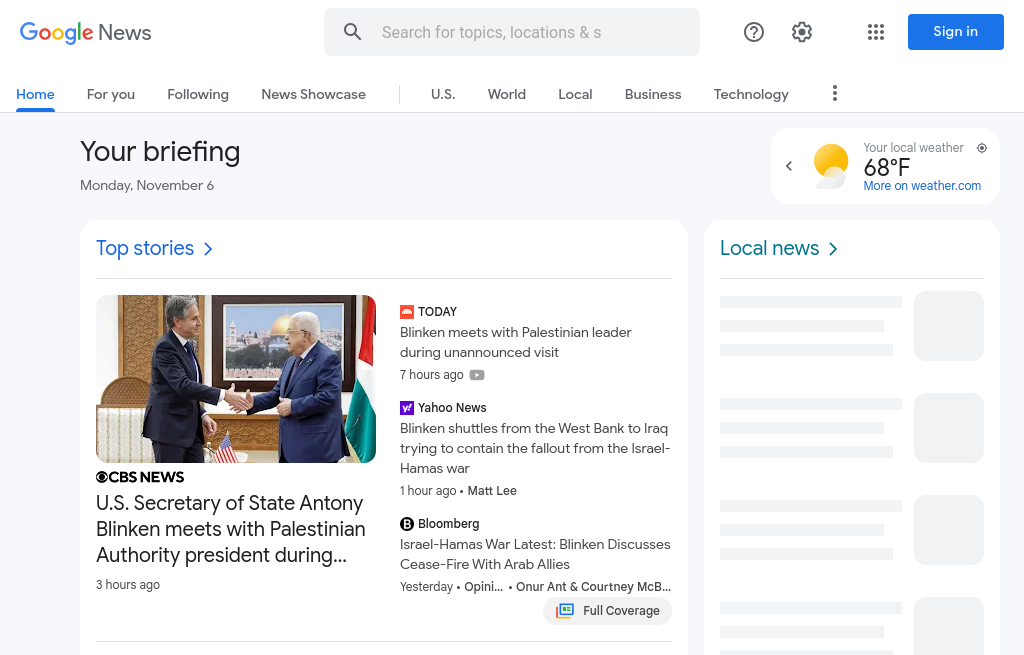 Google News
Search for topics, locations & s
Sign in
Home
For you
Following
News Showcase
U.S.
World
Local
Business
Technology
Your briefing
Monday, November 6
Your local weather
68°F
More on weather.com
Top stories
CBS NEWS
U.S. Secretary of State Antony
Blinken meets with Palestinian
Authority president during...
3 hours ago
TODAY
Blinken meets with Palestinian leader
during unannounced visit
7 hours ago
Yahoo News
Blinken shuttles from the West Bank to Iraq
trying to contain the fallout from the Israel-
Hamas war
1 hour ago • Matt Lee
Bloomberg
Israel-Hamas War Latest: Blinken Discusses
Cease-Fire With Arab Allies
Yesterday • Opini... • Onur Ant & Courtney McB...
Full Coverage
Local news